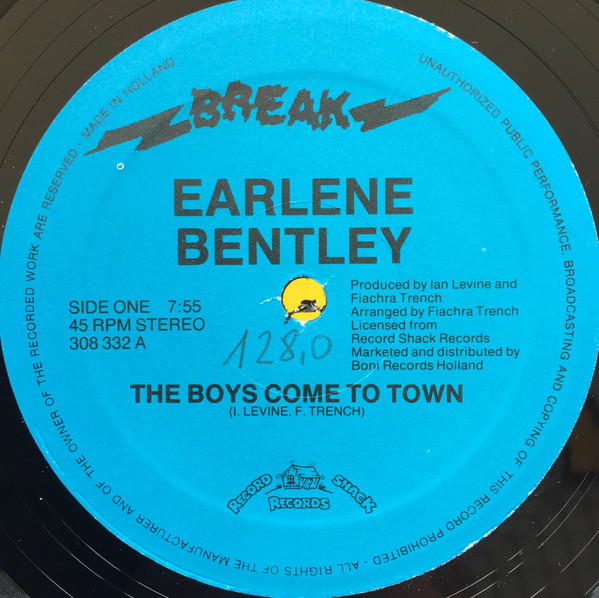 BREAK
EARLENE
BENTLEY
SIDE ONE 7:55
45 RPM STEREO
308 332 A
Produced by Ian Levine and
Fiachra Trench
Arranged by Fiachra Trench
Licensed from
Record Shack Records
Marketed and distributed by
Boni Records Holland
128,0
THE BOYS COME TO TOWN
(I. LEVINE, F. TRENCH)
RECORD SHACK
RECORDS
UNAUTHORIZED PUBLIC PERFORMANCE, BROADCASTING AND COPYING OF THIS RECORD PROHIBITED - ALL RIGHTS OF THE MANUFACTURER AND OF THE OWNER OF THE RECORDED WORK ARE RESERVED - MADE IN HOLLAND